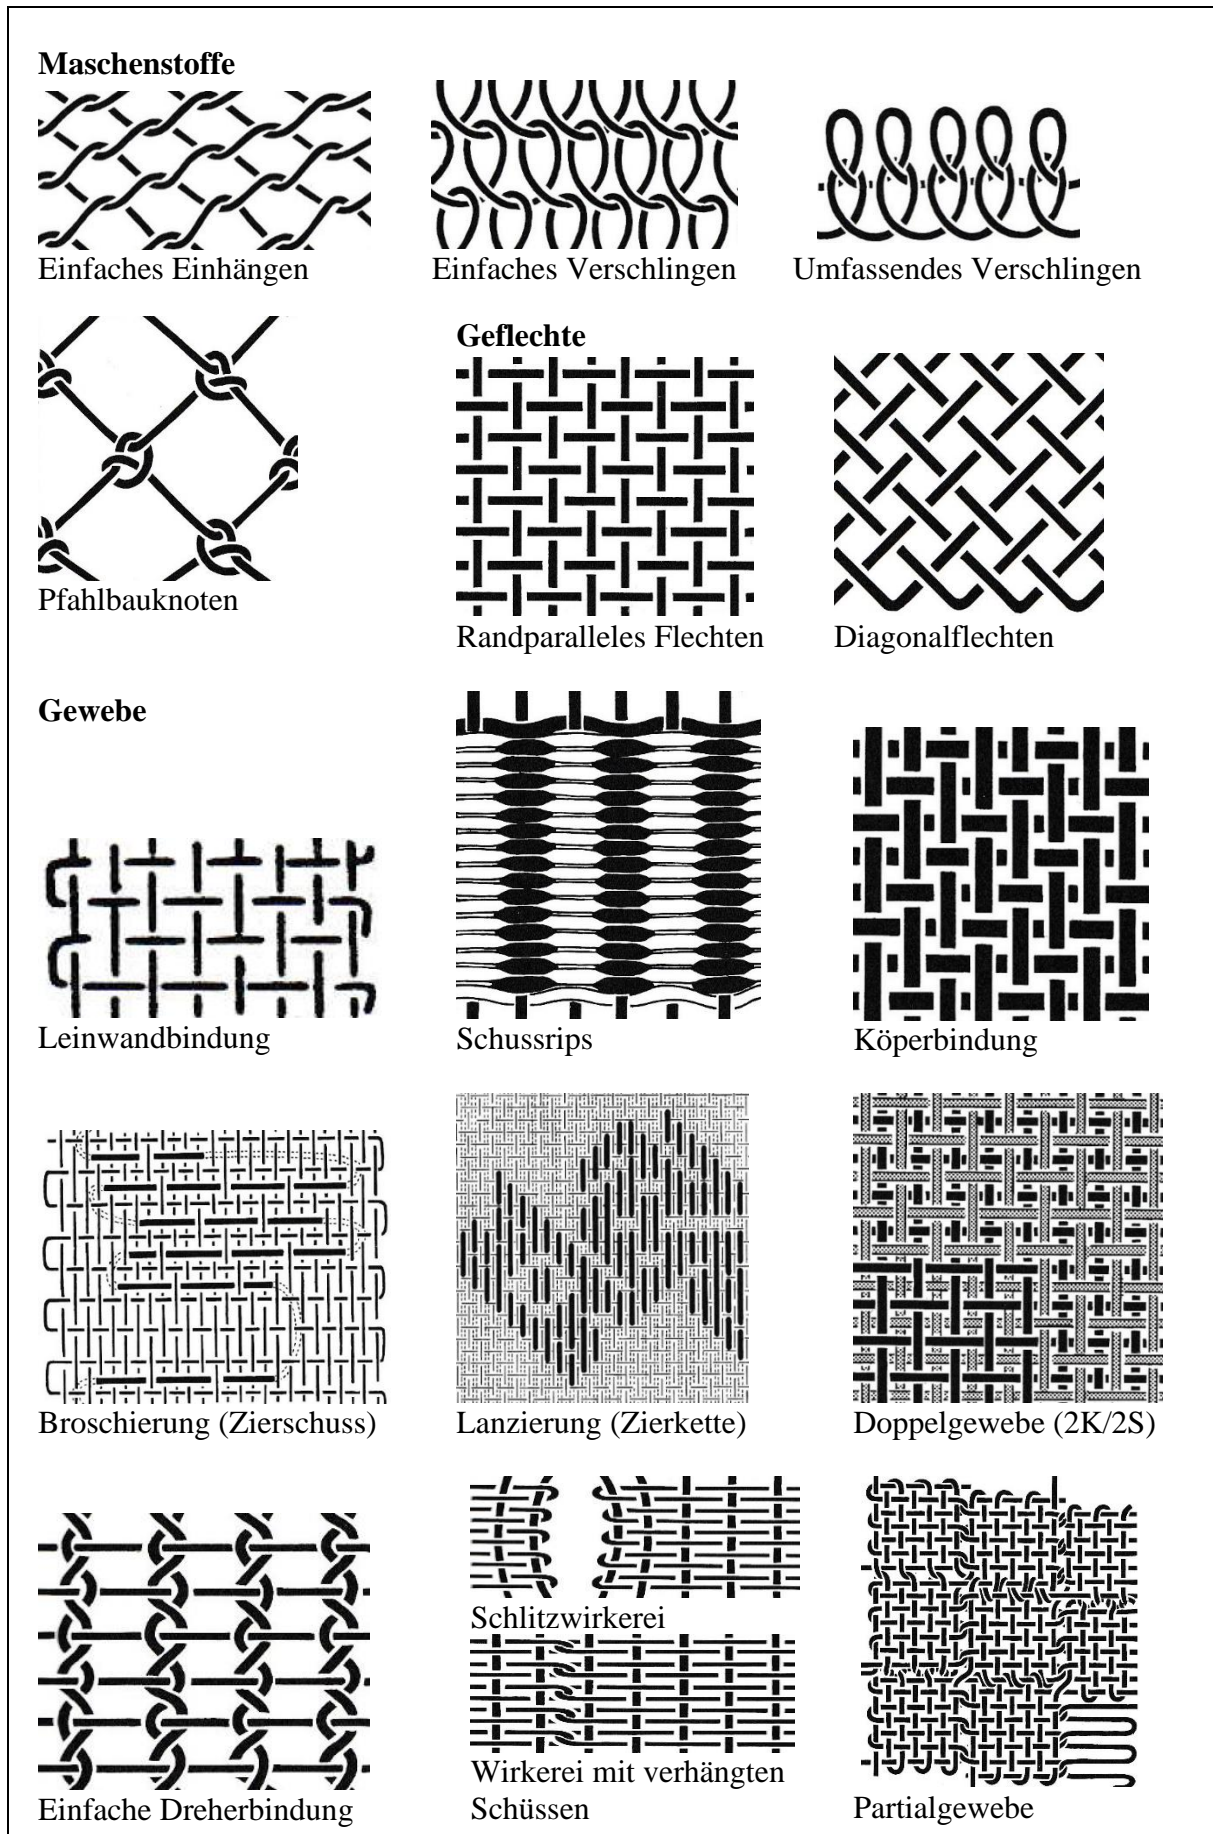 Maschenstoffe
Einfaches Einhängen
Einfaches Verschlingen
Umfassendes Verschlingen
Pfahlbauknoten
Geflechte
Randparalleles Flechten
Diagonalflechten
Gewebe
Leinwandbindung
Schussrips
Köperbindung
Broschierung (Zierschuss)
Lanzierung (Zierkette)
Doppelgewebe (2K/2S)
Einfache Dreherbindung
Schlitzwirkerei
Wirkerei mit verhängten
Schüssen
Partialgewebe